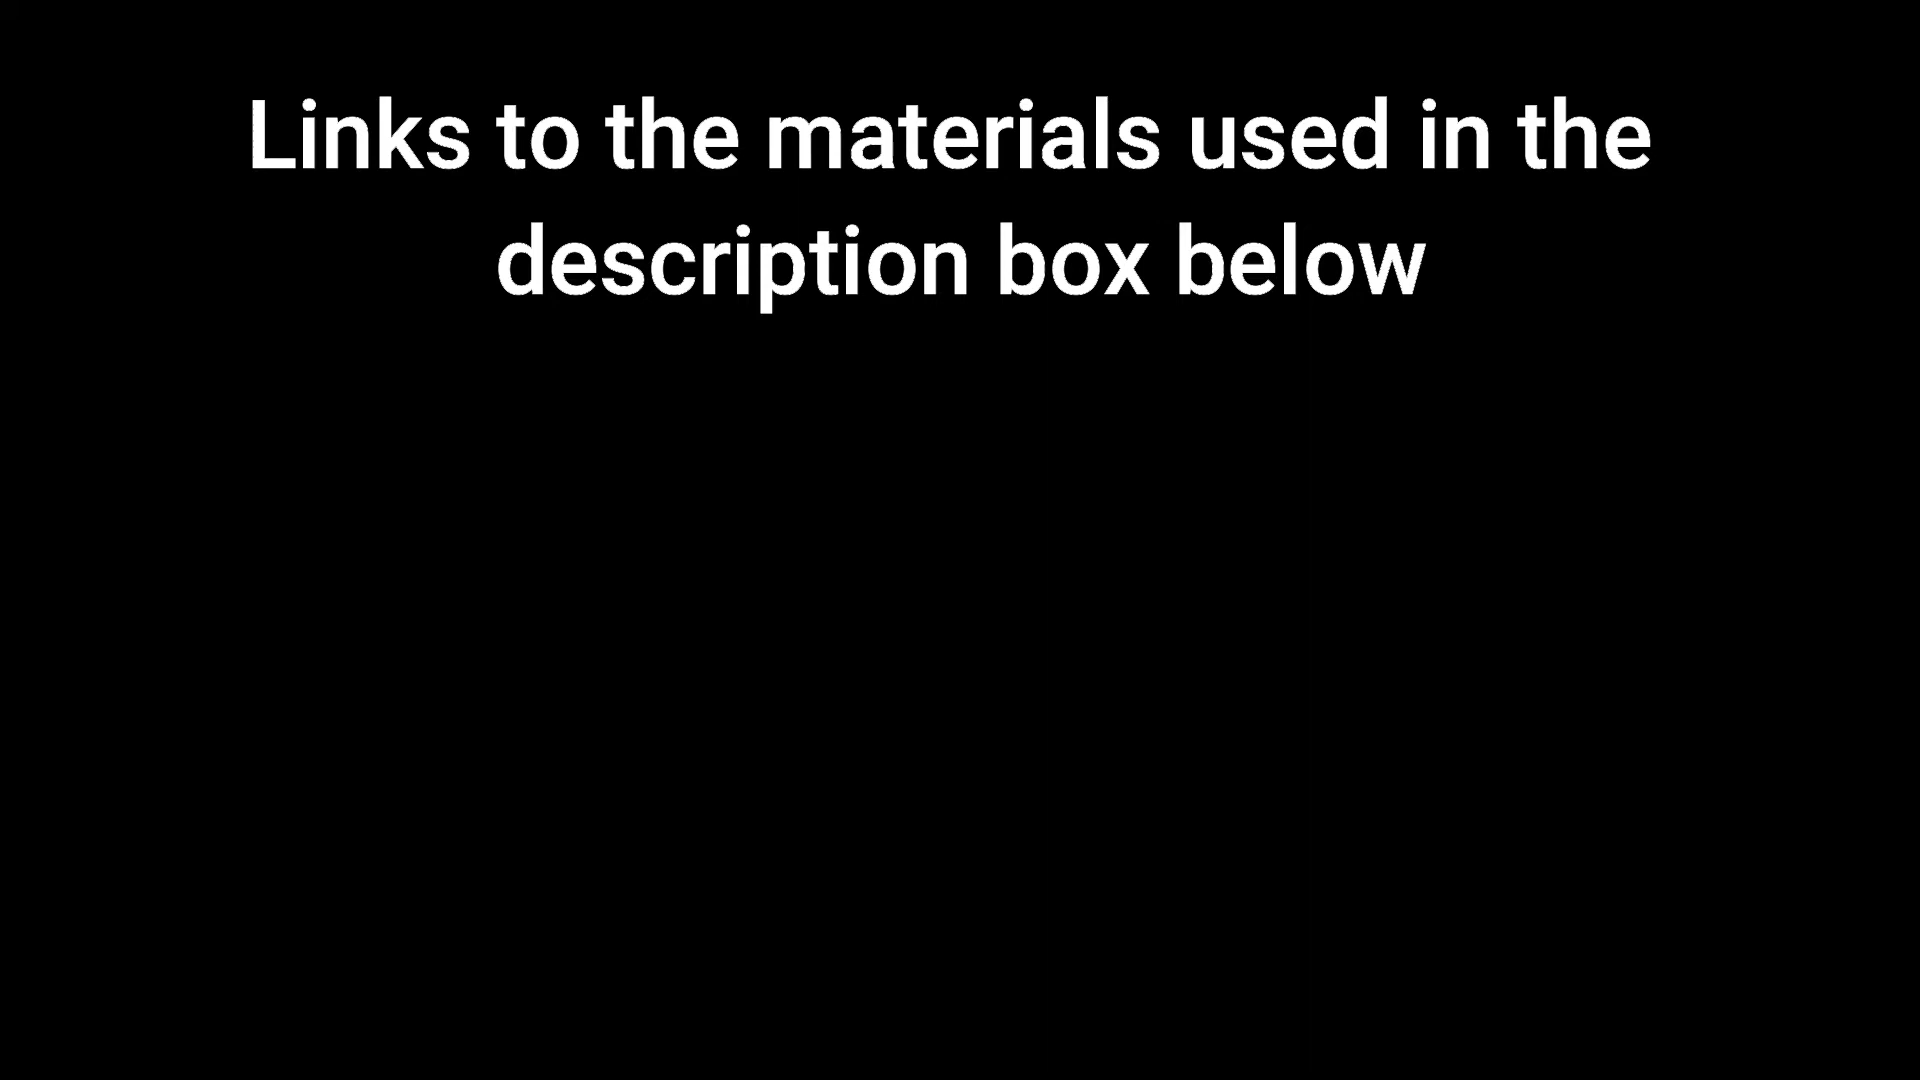 Links to the materials used in the
description box below